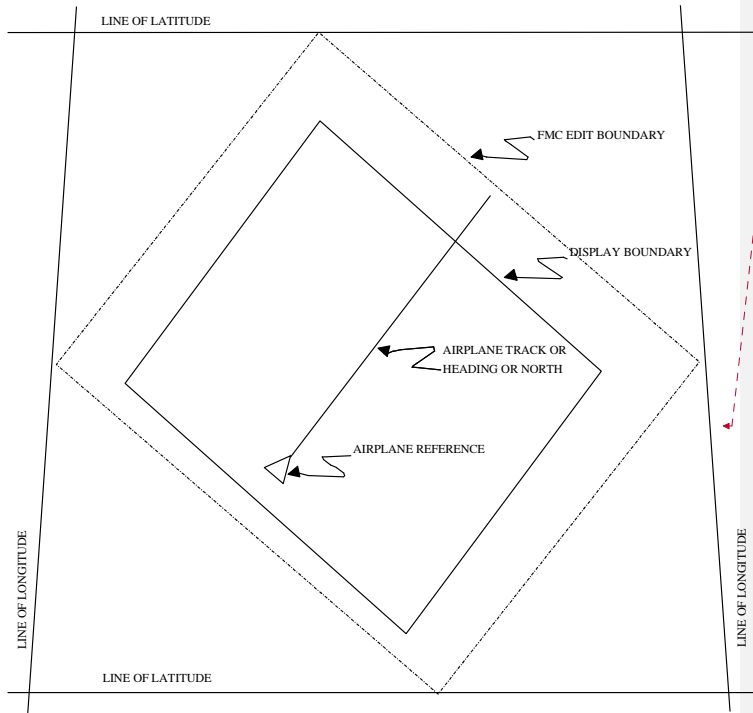 LINE OF LATITUDE
FMC EDIT BOUNDARY
DISPLAY BOUNDARY
AIRPLANE TRACK OR
HEADING OR NORTH
AIRPLANE REFERENCE
LINE OF LONGITUDE
LINE OF LONGITUDE
LINE OF LATITUDE